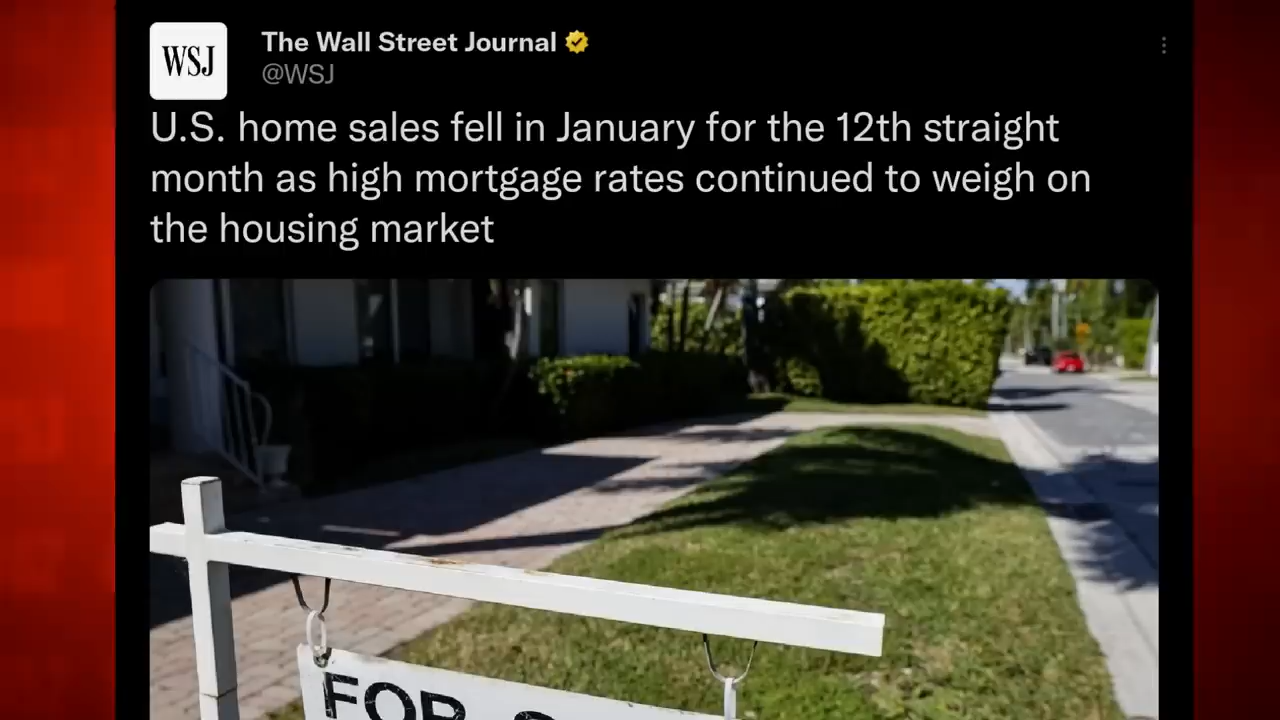 WSJ
The Wall Street Journal
@WSJ
U.S. home sales fell in January for the 12th straight
month as high mortgage rates continued to weigh on
the housing market
FOR